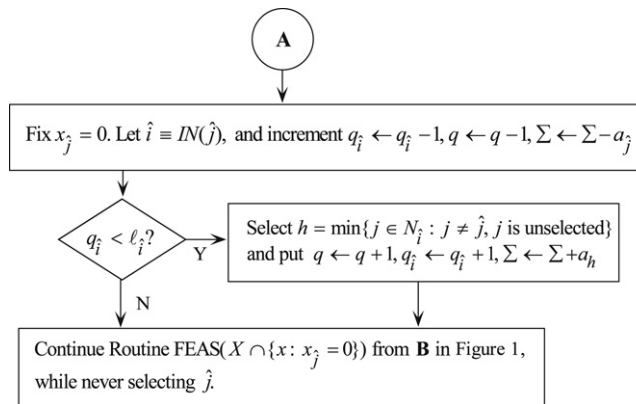 A
Fix x_ĵ = 0. Let î ≡ IN(ĵ), and increment q_î ← q_î −1, q ← q −1, Σ ← Σ− a_ĵ
q_î < ℓ_î?
Y
Select h = min{j ∈ N_î : j ≠ ĵ, j is unselected}
and put q ← q +1, q_î ← q_î +1, Σ ← Σ+a_h
N
Continue Routine FEAS(X ∩{x: x_ĵ =0}) from B in Figure 1,
while never selecting ĵ.